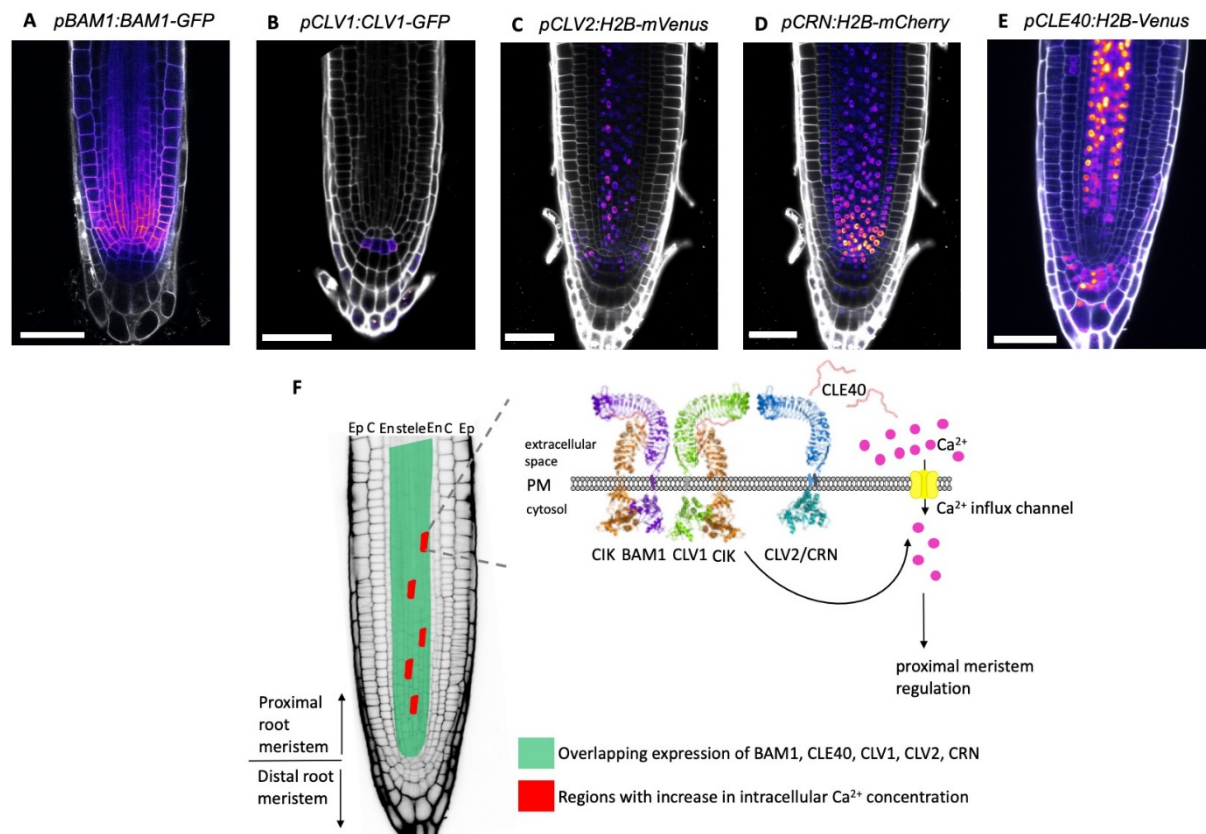 A pBAM1:BAM1-GFP
B pCLV1:CLV1-GFP
C pCLV2:H2B-mVenus
D pCRN:H2B-mCherry
E pCLE40:H2B-Venus
F
Ep C En stele En C Ep
Proximal
root
meristem
Distal root
meristem
CLE40
extracellular
space
PM
cytosol
Ca²⁺
Ca²⁺ influx channel
CIK BAM1 CLV1 CIK CLV2/CRN
proximal meristem
regulation
Overlapping expression of BAM1, CLE40, CLV1, CLV2, CRN
Regions with increase in intracellular Ca²⁺ concentration